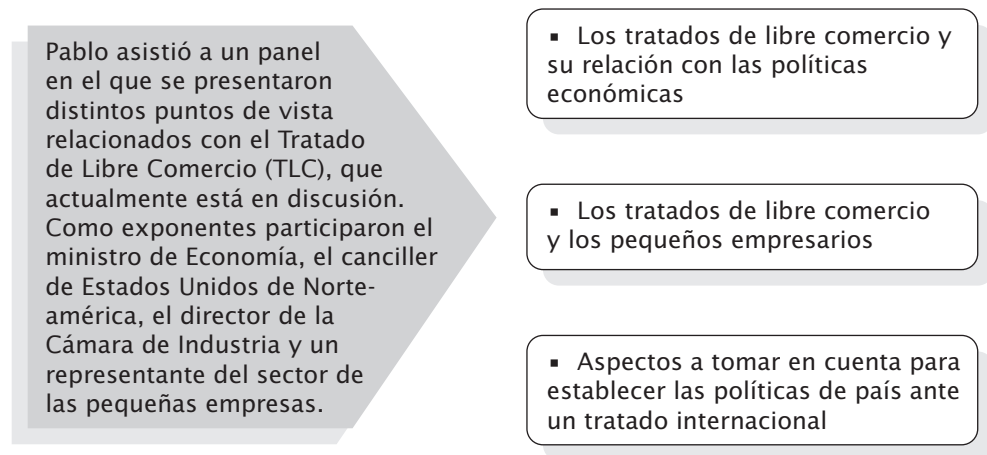 Pablo asistió a un panel
en el que se presentaron
distintos puntos de vista
relacionados con el Tratado
de Libre Comercio (TLC), que
actualmente está en discusión.
Como exponentes participaron el
ministro de Economía, el canciller
de Estados Unidos de Norte-
américa, el director de la
Cámara de Industria y un
representante del sector de
las pequeñas empresas.
▪ Los tratados de libre comercio y
su relación con las políticas
económicas
▪ Los tratados de libre comercio
y los pequeños empresarios
▪ Aspectos a tomar en cuenta para
establecer las políticas de país ante
un tratado internacional